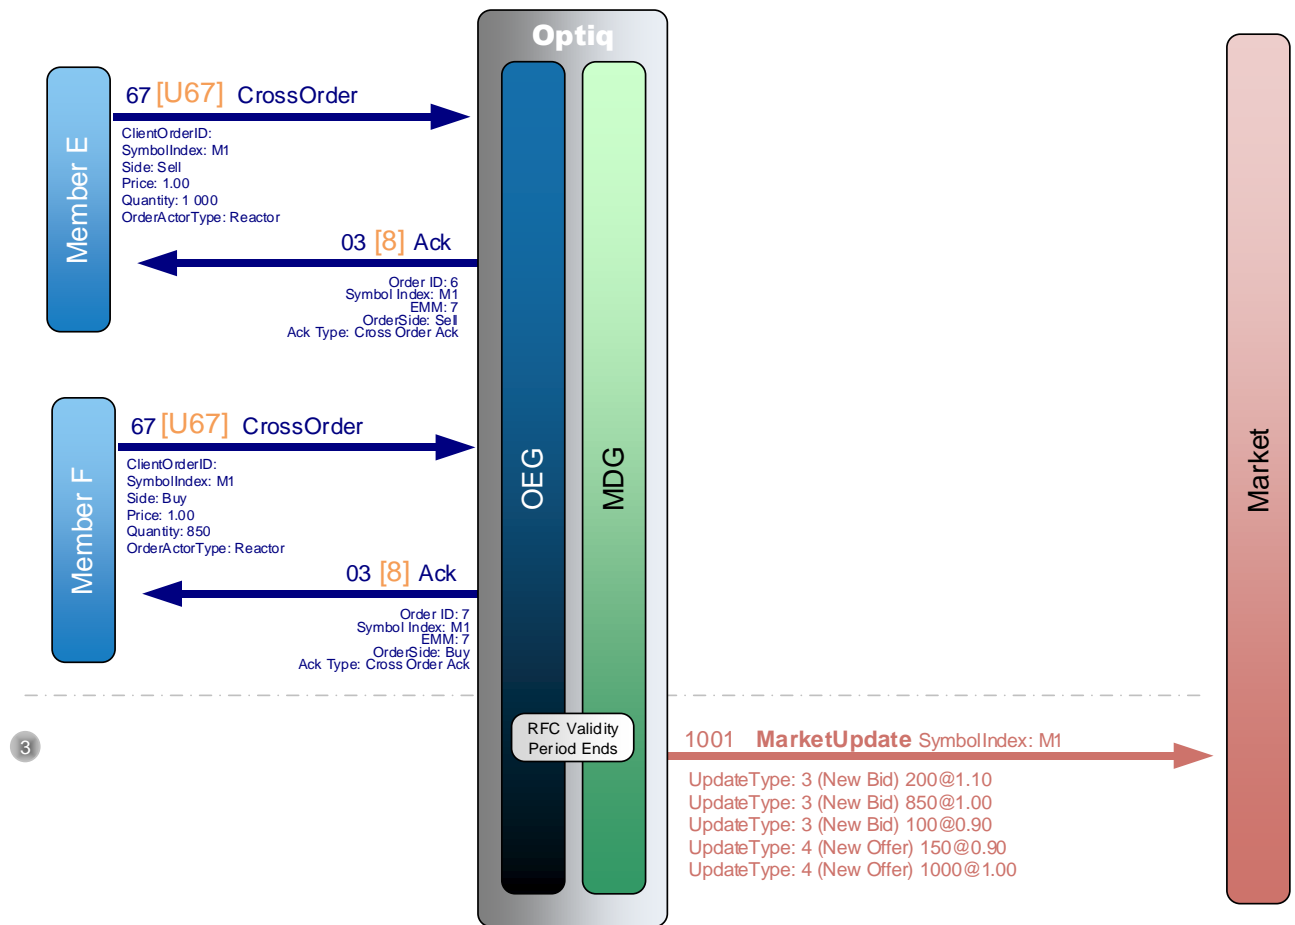 Optiq
Member E
67 [U67] CrossOrder
ClientOrderID:
SymbolIndex: M1
Side: Sell
Price: 1.00
Quantity: 1 000
OrderActorType: Reactor
03 [8] Ack
Order ID: 6
Symbol Index: M1
EMM: 7
OrderSide: Sell
Ack Type: Cross Order Ack
Member F
67 [U67] CrossOrder
ClientOrderID:
SymbolIndex: M1
Side: Buy
Price: 1.00
Quantity: 850
OrderActorType: Reactor
03 [8] Ack
Order ID: 7
Symbol Index: M1
EMM: 7
OrderSide: Buy
Ack Type: Cross Order Ack
OEG
MDG
Market
3
RFC Validity
Period Ends
1001 MarketUpdate SymbolIndex: M1
UpdateType: 3 (New Bid) 200@1.10
UpdateType: 3 (New Bid) 850@1.00
UpdateType: 3 (New Bid) 100@0.90
UpdateType: 4 (New Offer) 150@0.90
UpdateType: 4 (New Offer) 1000@1.00